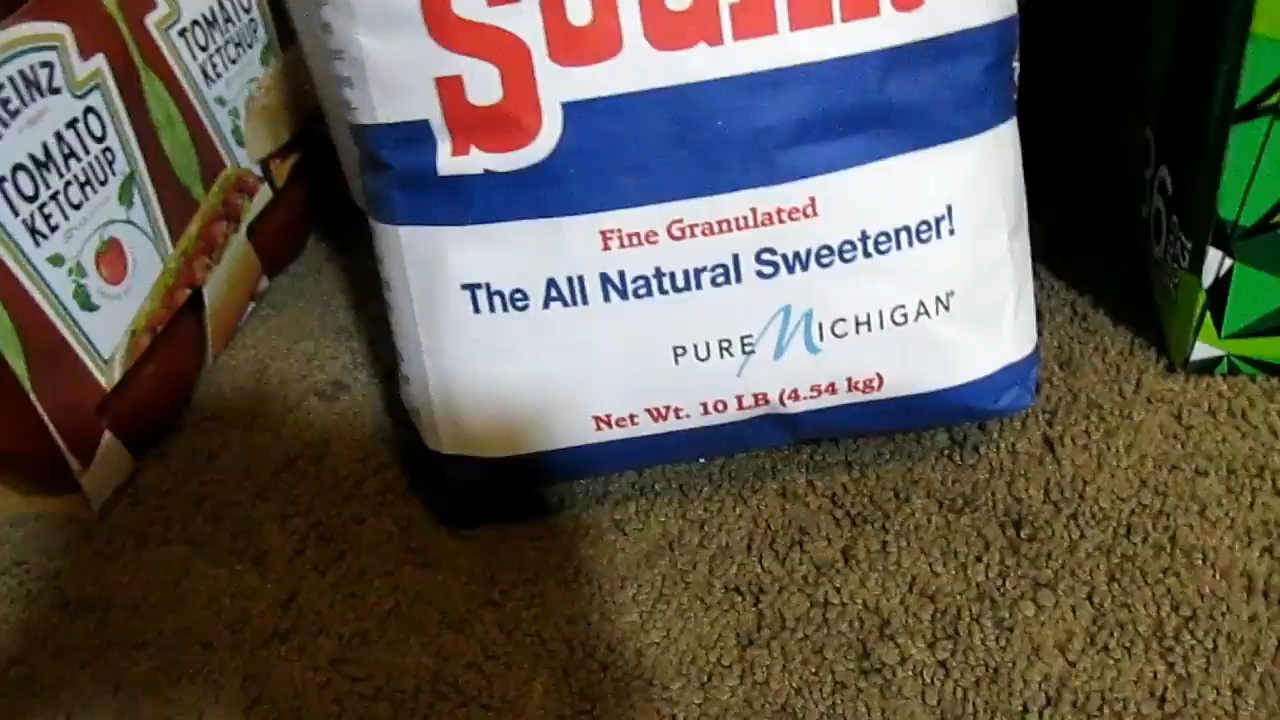 HEINZ
TOMATO
KETCHUP
TOMATO
KETCHUP
SUGAR
Fine Granulated
The All Natural Sweetener!
PURE MICHIGAN®
Net Wt. 10 LB (4.54 kg)